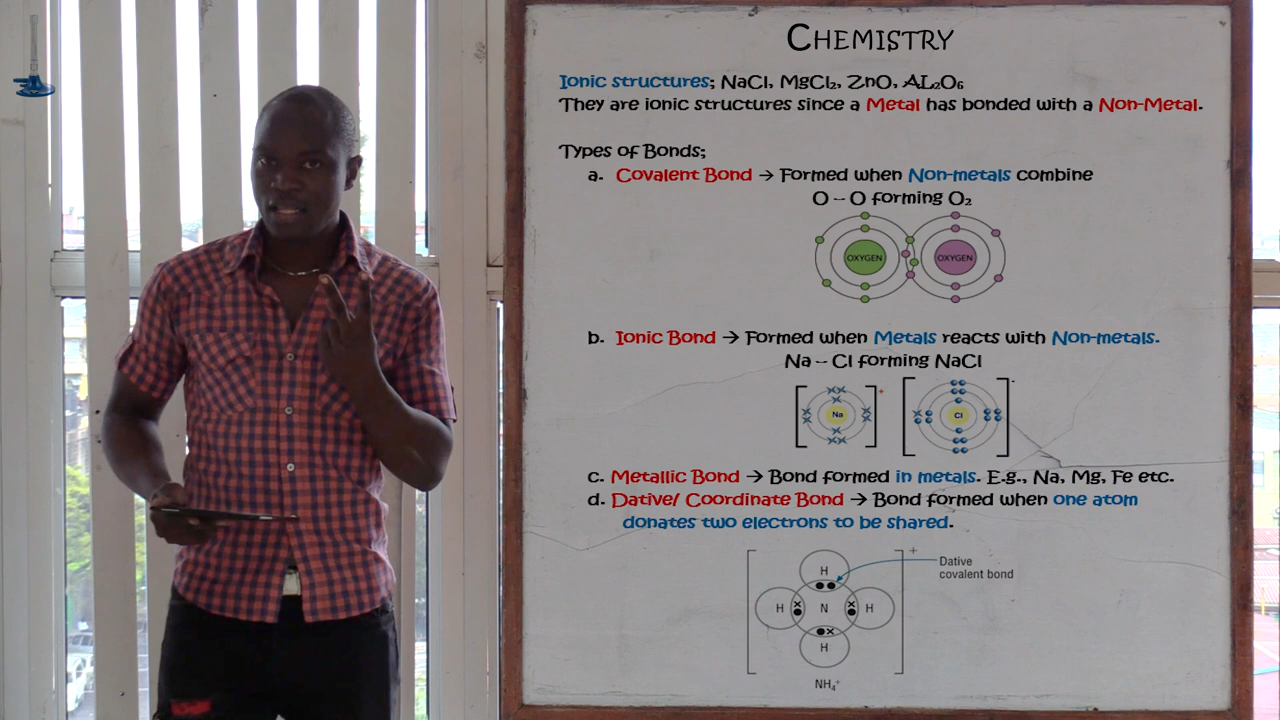 CHEMISTRY
Ionic structures; NaCl, MgCl₂, ZnO, AL₂O₆
They are ionic structures since a Metal has bonded with a Non-Metal.
Types of Bonds;
a. Covalent Bond → Formed when Non-metals combine
O – O forming O₂
OXYGEN OXYGEN
b. Ionic Bond → Formed when Metals reacts with Non-metals.
Na – Cl forming NaCl
Na + Cl -
c. Metallic Bond → Bond formed in metals. E.g., Na, Mg, Fe etc.
d. Dative/ Coordinate Bond → Bond formed when one atom
donates two electrons to be shared.
+
H
Dative
covalent bond
H N H
H
NH₄⁺